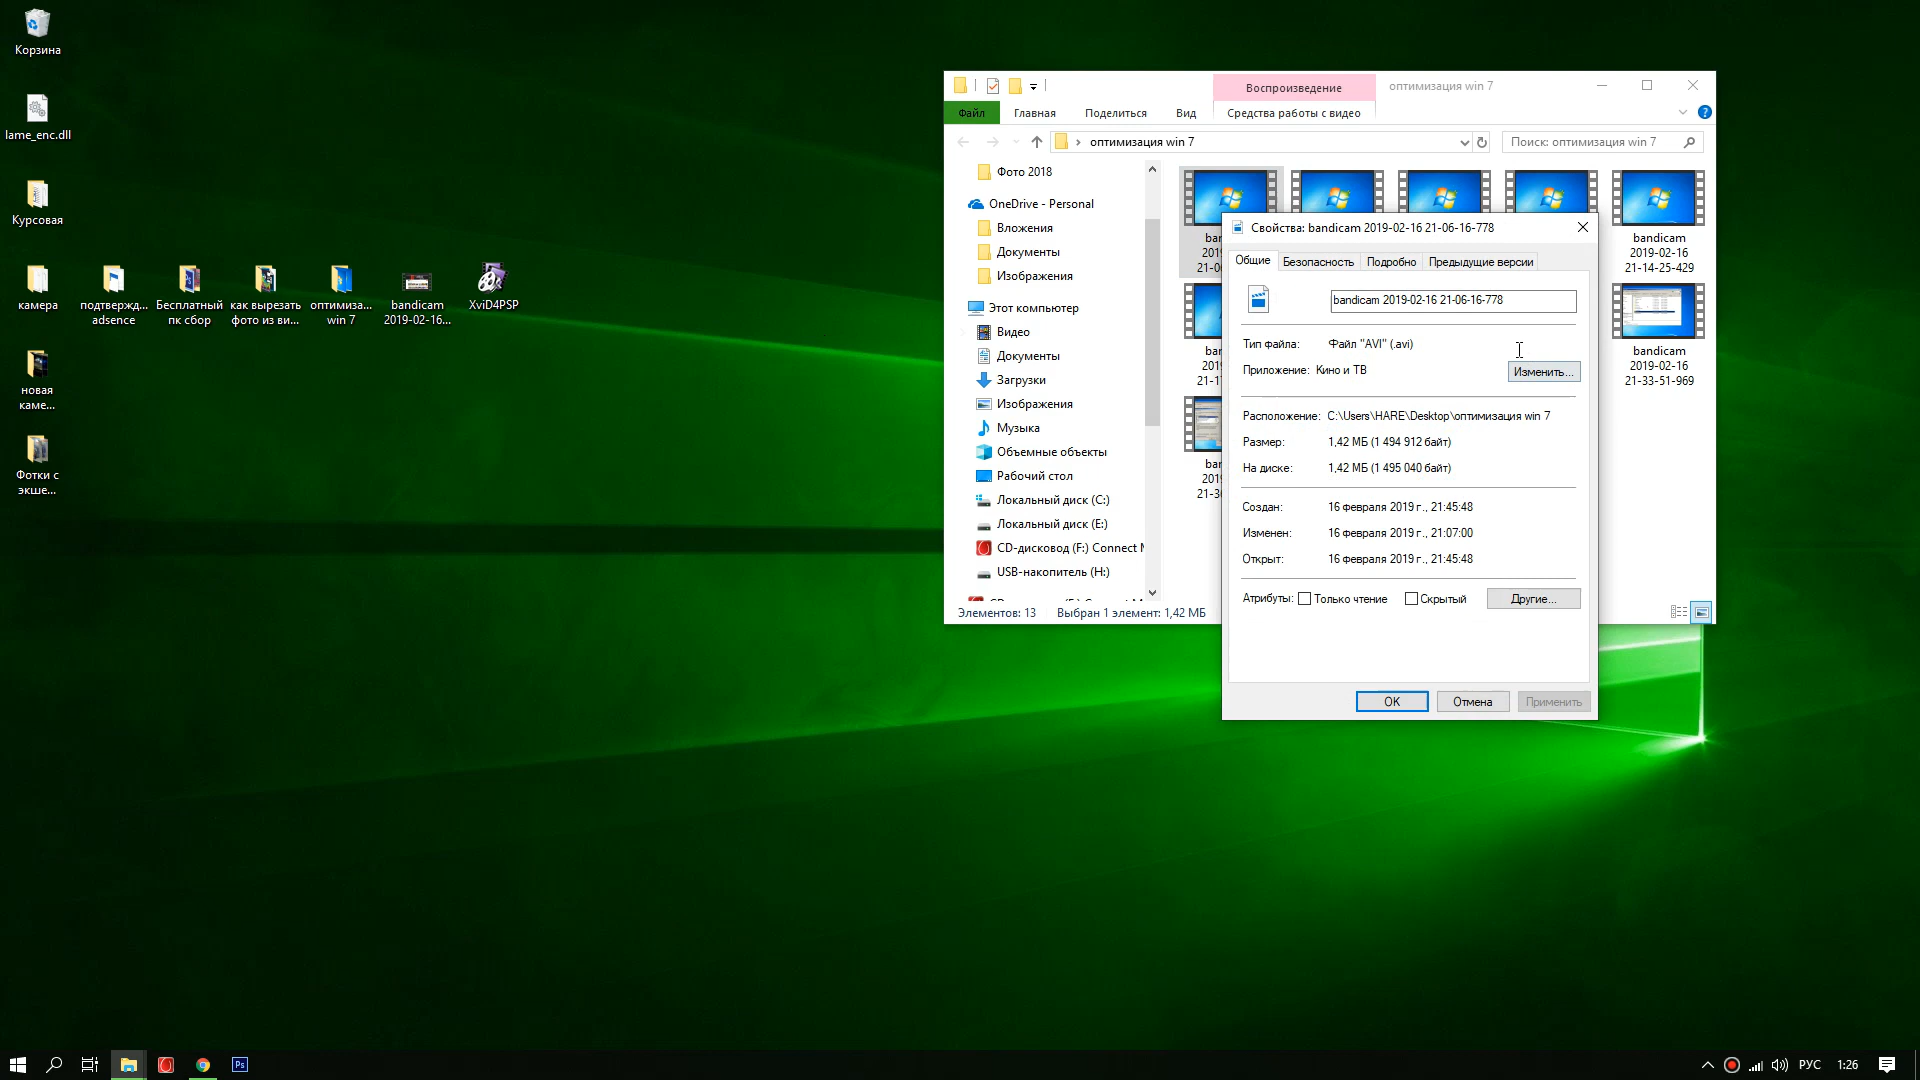 Корзина
lame_enc.dll
Курсовая
камера
подтвержд...
adsence
Бесплатный
пк сбор
как вырезать
фото из ви...
оптимиза...
win 7
bandicam
2019-02-16...
XviD4PSP
новая
каме...
Фотки с
экше...
Воспроизведение
оптимизация win 7
Файл
Главная
Поделиться
Вид
Средства работы с видео
оптимизация win 7
Поиск: оптимизация win 7
Фото 2018
OneDrive - Personal
Вложения
Документы
Изображения
Этот компьютер
Видео
Документы
Загрузки
Изображения
Музыка
Объемные объекты
Рабочий стол
Локальный диск (C:)
Локальный диск (E:)
CD-дисковод (F:) Connect
USB-накопитель (H:)
bandicam
2019-02-16
21-14-25-429
bandicam
2019-02-16
21-33-51-969
Элементов: 13
Выбран 1 элемент: 1,42 МБ
Свойства: bandicam 2019-02-16 21-06-16-778
Общие
Безопасность
Подробно
Предыдущие версии
bandicam 2019-02-16 21-06-16-778
Тип файла: Файл "AVI" (.avi)
Приложение: Кино и ТВ
Изменить...
Расположение: C:\Users\HARE\Desktop\оптимизация win 7
Размер: 1,42 МБ (1 494 912 байт)
На диске: 1,42 МБ (1 495 040 байт)
Создан: 16 февраля 2019 г., 21:45:48
Изменен: 16 февраля 2019 г., 21:07:00
Открыт: 16 февраля 2019 г., 21:45:48
Атрибуты: Только чтение Скрытый Другие...
ОК
Отмена
Применить
Ps
РУС
1:26